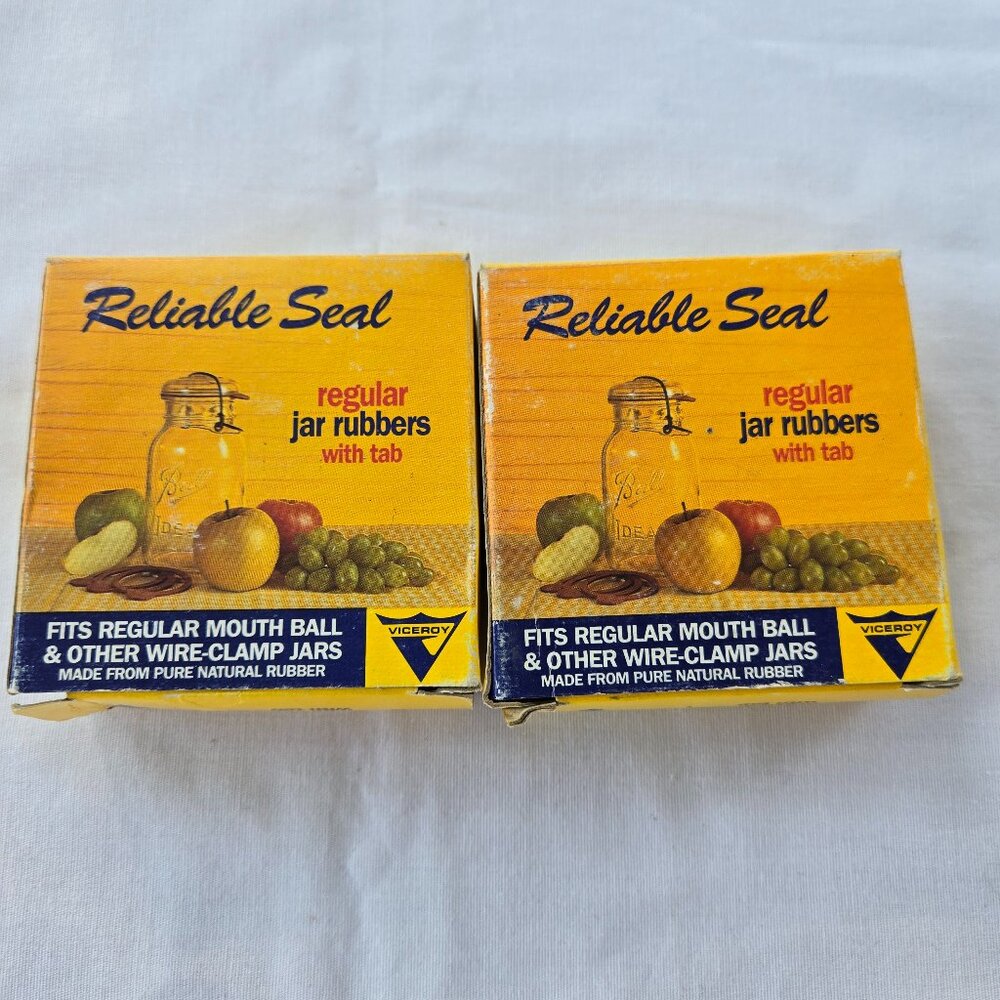 Reliable Seal
regular
jar rubbers
with tab
Ball
IDEA
FITS REGULAR MOUTH BALL
& OTHER WIRE-CLAMP JARS
MADE FROM PURE NATURAL RUBBER
VICEROY
Reliable Seal
regular
jar rubbers
with tab
Ball
IDEA
FITS REGULAR MOUTH BALL
& OTHER WIRE-CLAMP JARS
MADE FROM PURE NATURAL RUBBER
VICEROY